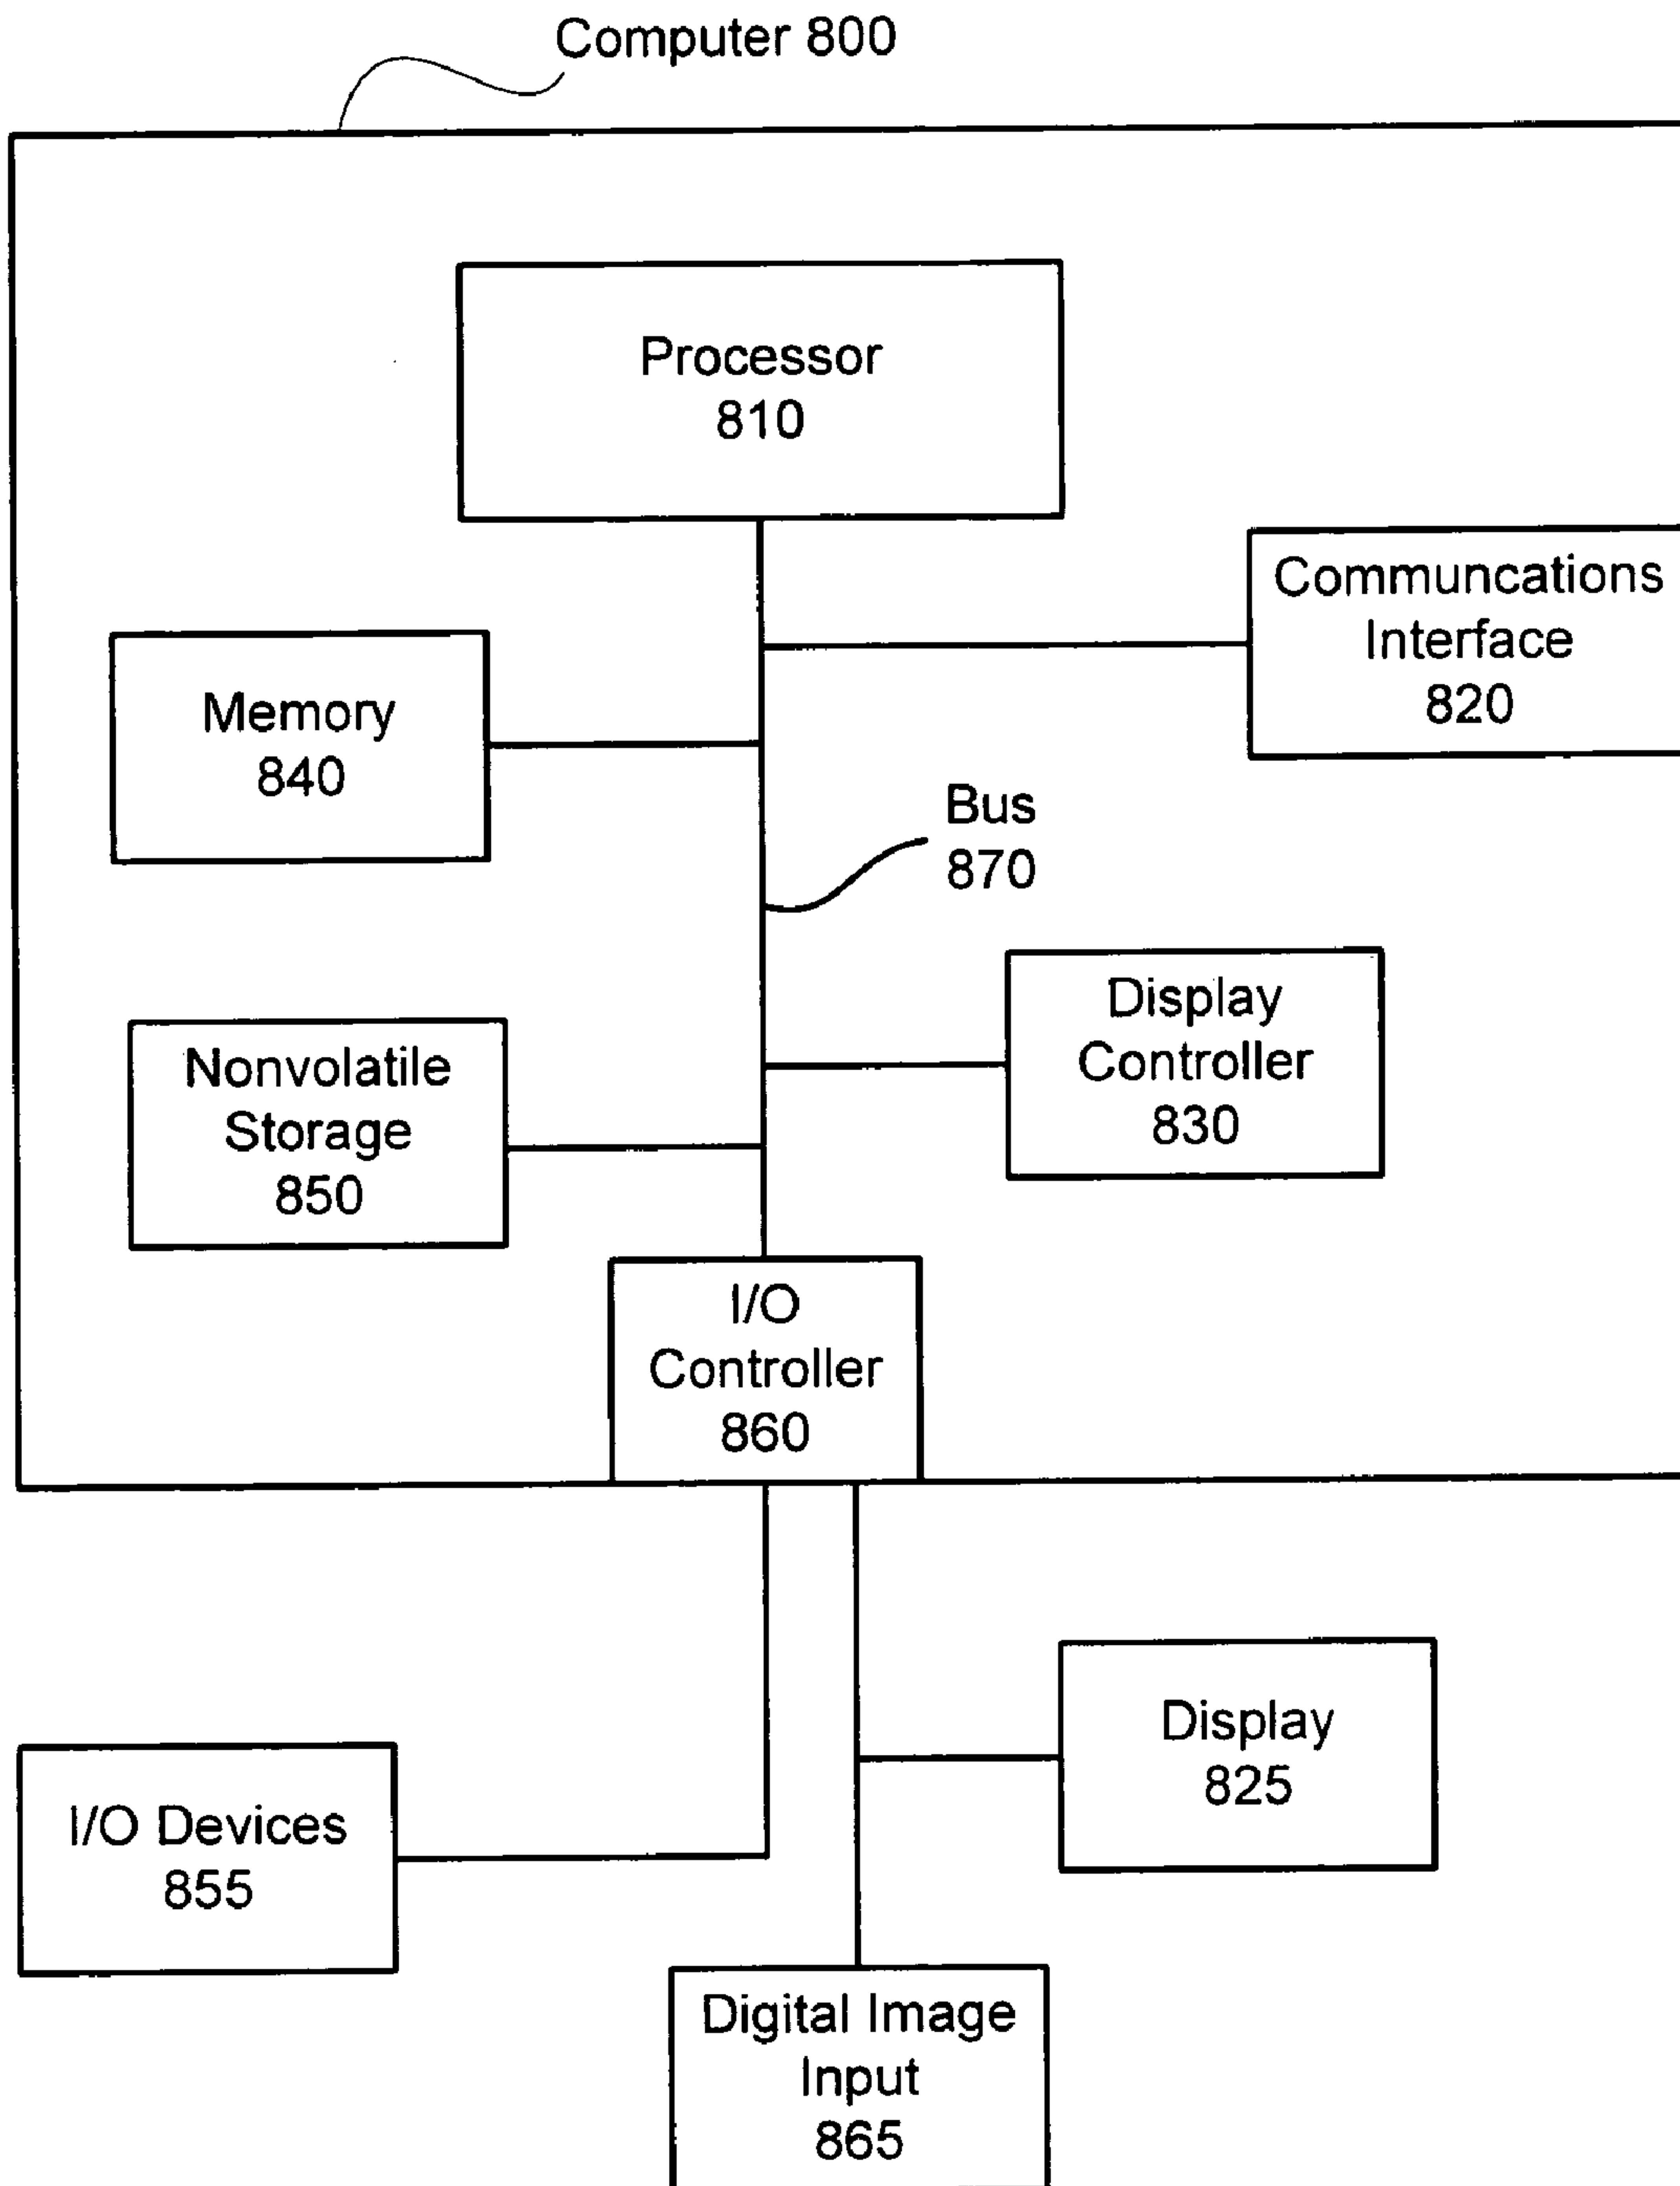 Computer 800
Processor
810
Communcations
Interface
820
Memory
840
Bus
870
Display
Controller
830
Nonvolatile
Storage
850
I/O
Controller
860
Display
825
I/O Devices
855
Digital Image
Input
865